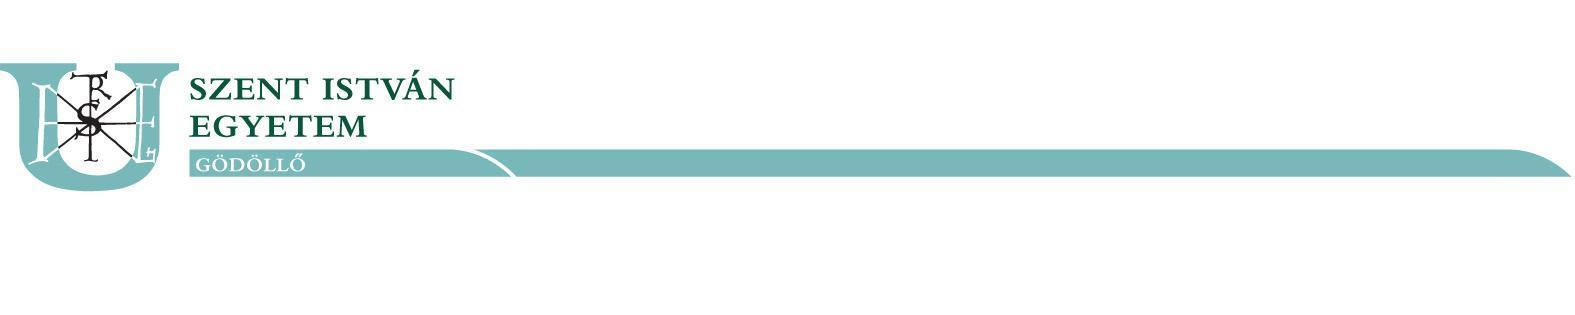 SZENT ISTVÁN
EGYETEM
GÖDÖLLŐ